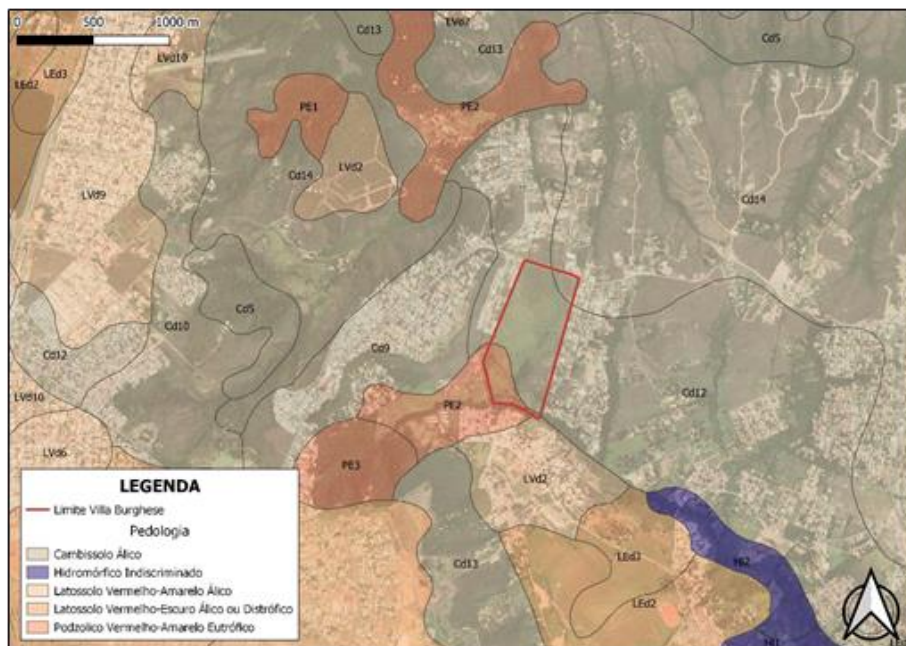 0 500 1000 m
LVd10
Cd13
LVd7
Cd13
Cd5
LEd3
LEd2
PE1
PE2
LVd2
Cd14
LVd9
Cd14
Cd5
Cd10
Cd12
Cd9
Cd12
LVd10
PE2
LVd6
PE3
LVd2
Cd13
LEd2
HI2
HI1
LEGENDA
Limite Villa Burghese
Pedologia
Cambissolo Álico
Hidromórfico Indiscriminado
Latossolo Vermelho-Amarelo Álico
Latossolo Vermelho-Escuro Álico ou Distrófico
Podzolico Vermelho-Amarelo Eutrófico